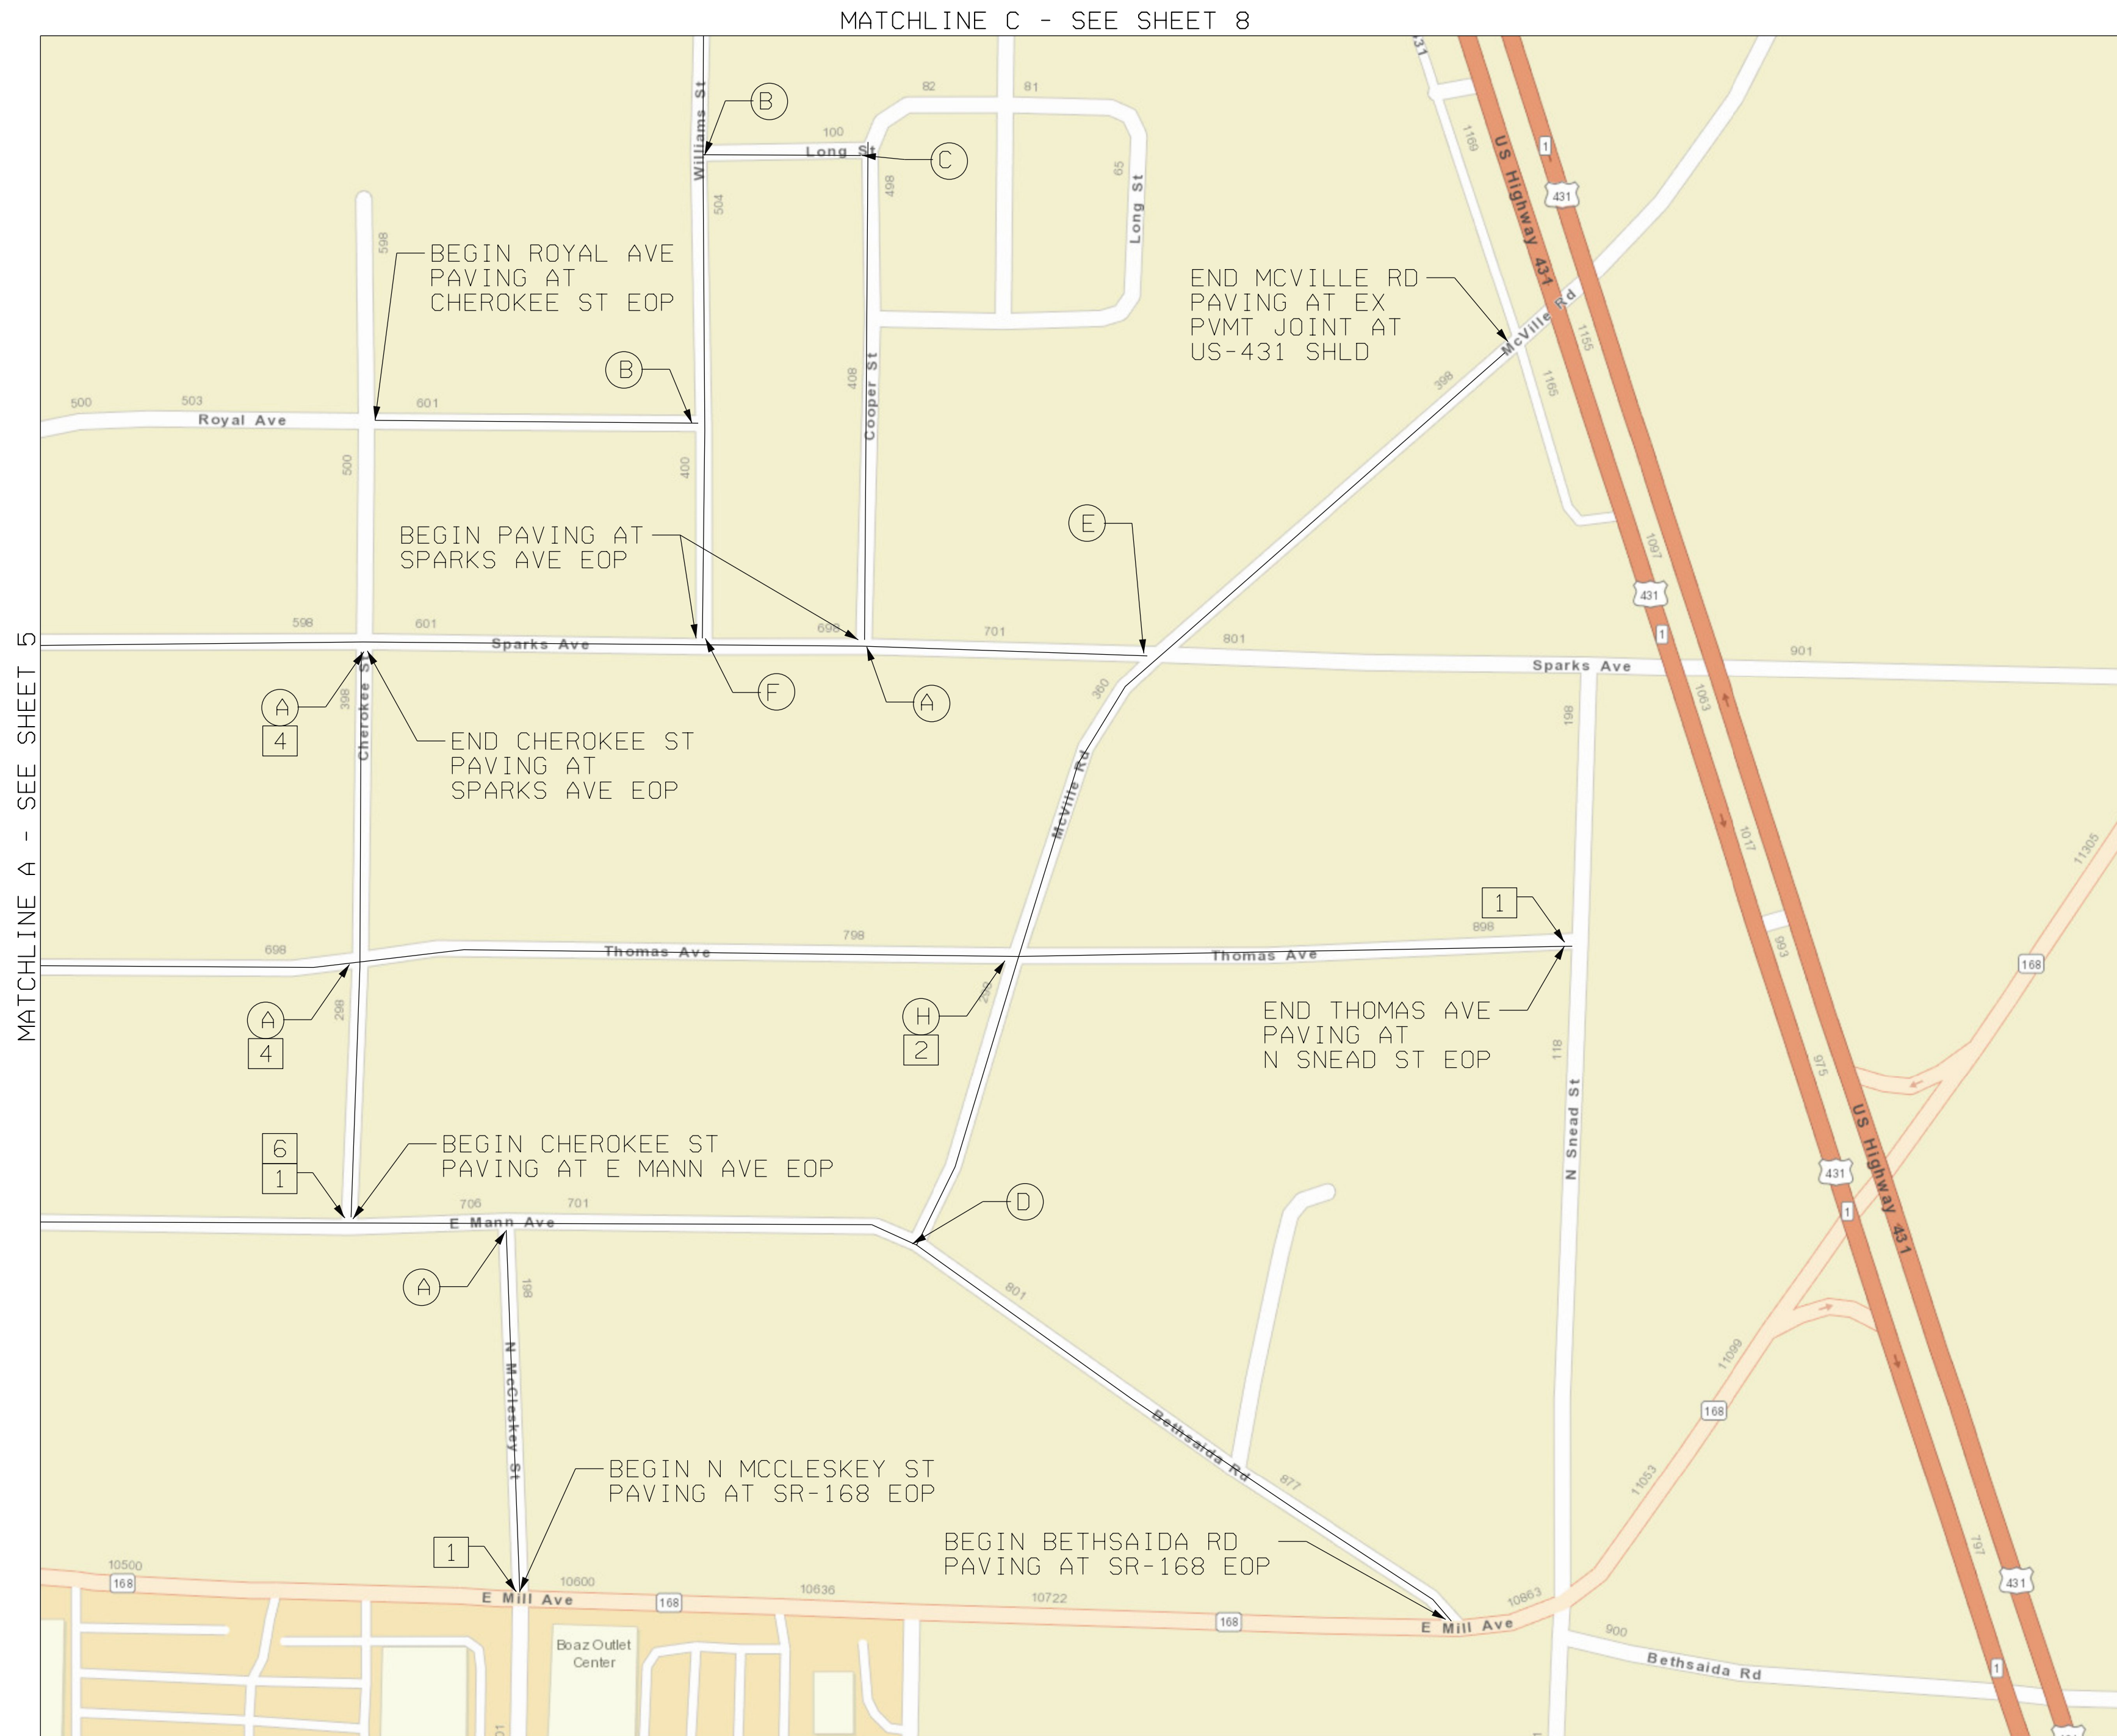 MATCHLINE C - SEE SHEET 8
MATCHLINE A - SEE SHEET 5
431
82
81
1169
US Highway 431
1
431
Williams St
B
100
Long St
C
498
65
Long St
504
598
BEGIN ROYAL AVE
PAVING AT
CHEROKEE ST EOP
END MCVILLE RD
PAVING AT EX
PVMT JOINT AT
US-431 SHLD
McVille Rd
1155
1165
398
B
408
Cooper St
500
503
Royal Ave
601
500
400
BEGIN PAVING AT
SPARKS AVE EOP
E
1097
431
1
598
601
Sparks Ave
698
701
801
Sparks Ave
901
360
398
Cherokee St
A
4
F
A
END CHEROKEE ST
PAVING AT
SPARKS AVE EOP
198
1063
McVille Rd
1017
11305
1
898
698
Thomas Ave
798
Thomas Ave
993
168
298
A
4
298
H
2
END THOMAS AVE
PAVING AT
N SNEAD ST EOP
118
975
N Snead St
US Highway 431
431
1
6
1
BEGIN CHEROKEE ST
PAVING AT E MANN AVE EOP
706
701
E Mann Ave
D
A
198
801
N McCleskey St
11099
168
Bethsaida Rd
877
11053
BEGIN N MCCLESKEY ST
PAVING AT SR-168 EOP
1
BEGIN BETHSAIDA RD
PAVING AT SR-168 EOP
797
431
10500
168
10600
E Mill Ave
168
10636
10722
168
10863
E Mill Ave
900
Bethsaida Rd
1
Boaz Outlet
Center